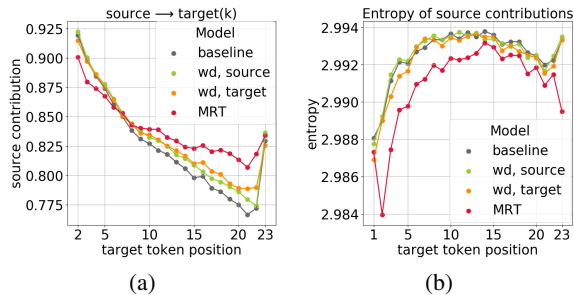 source → target(k)
source contribution
0.925
0.900
0.875
0.850
0.825
0.800
0.775
Model
baseline
wd, source
wd, target
MRT
2 5 10 15 20 23
target token position
(a)
Entropy of source contributions
entropy
2.994
2.992
2.990
2.988
2.986
2.984
Model
baseline
wd, source
wd, target
MRT
1 5 10 15 20 23
target token position
(b)